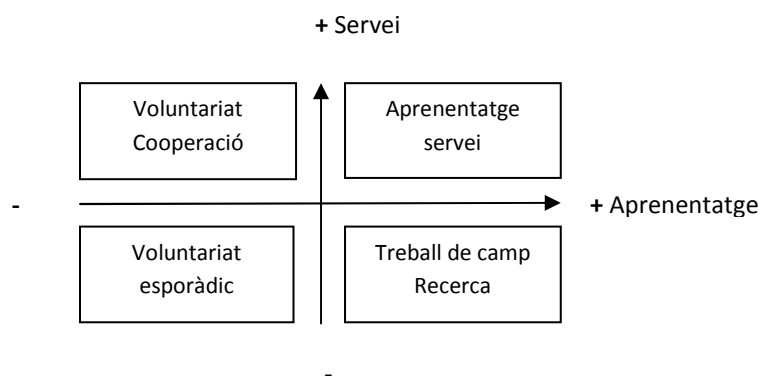 + Servei
Voluntariat
Cooperació
Aprenentatge
servei
-
+ Aprenentatge
Voluntariat
esporàdic
Treball de camp
Recerca
-